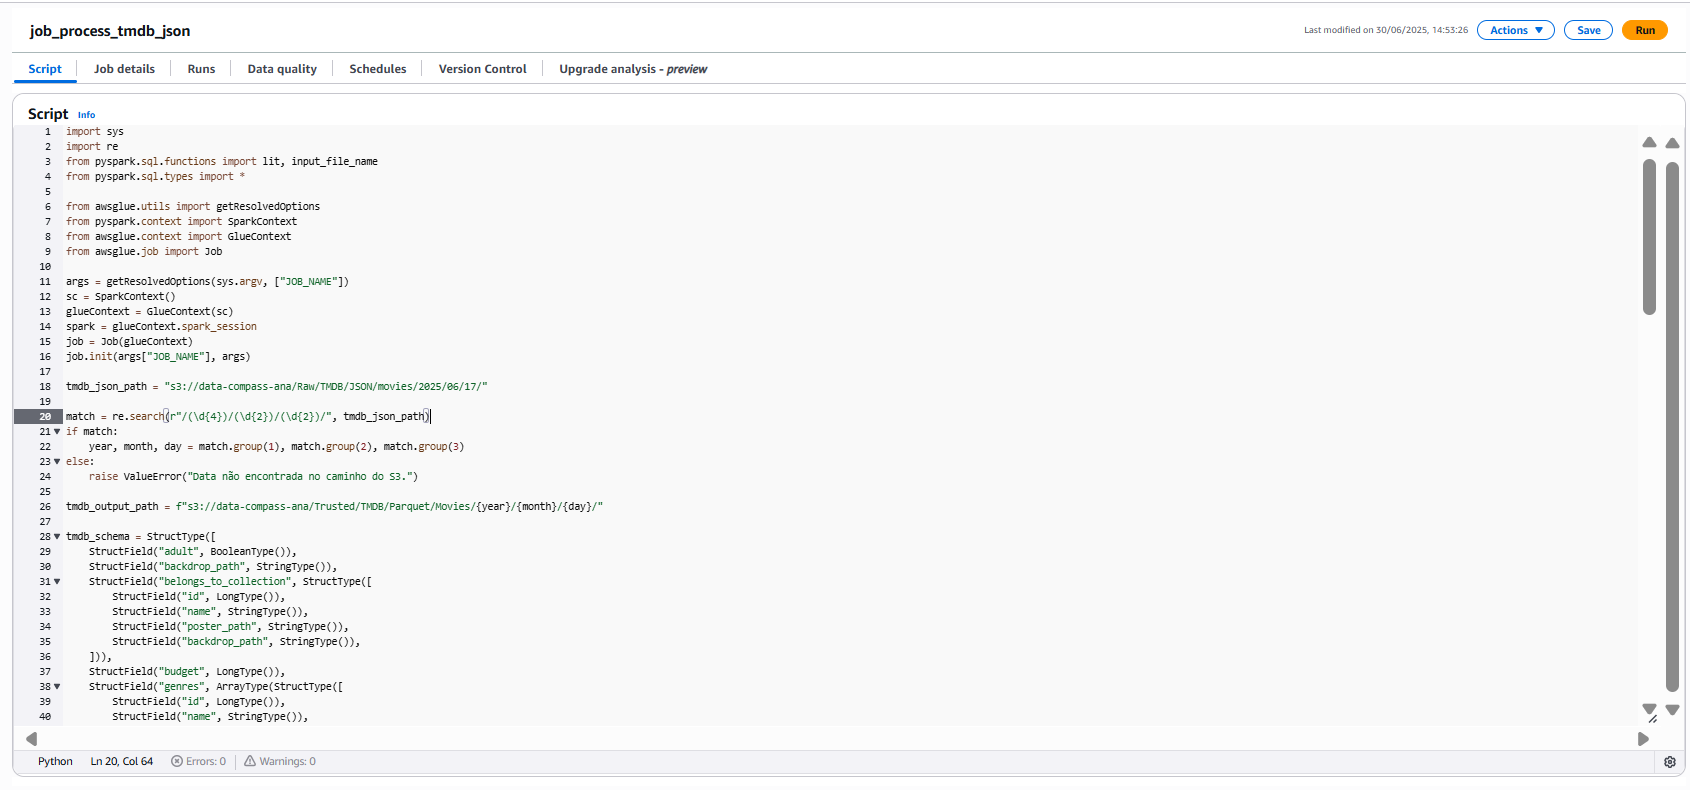 job_process_tmdb_json
Last modified on 30/06/2025, 14:53:26
Actions
Save
Run
Script
Job details
Runs
Data quality
Schedules
Version Control
Upgrade analysis - preview
Script Info
1 import sys
2 import re
3 from pyspark.sql.functions import lit, input_file_name
4 from pyspark.sql.types import *
5
6 from awsglue.utils import getResolvedOptions
7 from pyspark.context import SparkContext
8 from awsglue.context import GlueContext
9 from awsglue.job import Job
10
11 args = getResolvedOptions(sys.argv, ["JOB_NAME"])
12 sc = SparkContext()
13 glueContext = GlueContext(sc)
14 spark = glueContext.spark_session
15 job = Job(glueContext)
16 job.init(args["JOB_NAME"], args)
17
18 tmdb_json_path = "s3://data-compass-ana/Raw/TMDB/JSON/movies/2025/06/17/"
19
20 match = re.search(r"/(\d{4})/(\d{2})/(\d{2})/", tmdb_json_path)
21 if match:
22     year, month, day = match.group(1), match.group(2), match.group(3)
23 else:
24     raise ValueError("Data não encontrada no caminho do S3.")
25
26 tmdb_output_path = f"s3://data-compass-ana/Trusted/TMDB/Parquet/Movies/{year}/{month}/{day}/"
27
28 tmdb_schema = StructType([
29     StructField("adult", BooleanType()),
30     StructField("backdrop_path", StringType()),
31     StructField("belongs_to_collection", StructType([
32         StructField("id", LongType()),
33         StructField("name", StringType()),
34         StructField("poster_path", StringType()),
35         StructField("backdrop_path", StringType()),
36     ])),
37     StructField("budget", LongType()),
38     StructField("genres", ArrayType(StructType([
39         StructField("id", LongType()),
40         StructField("name", StringType()),
Python Ln 20, Col 64 Errors: 0 Warnings: 0